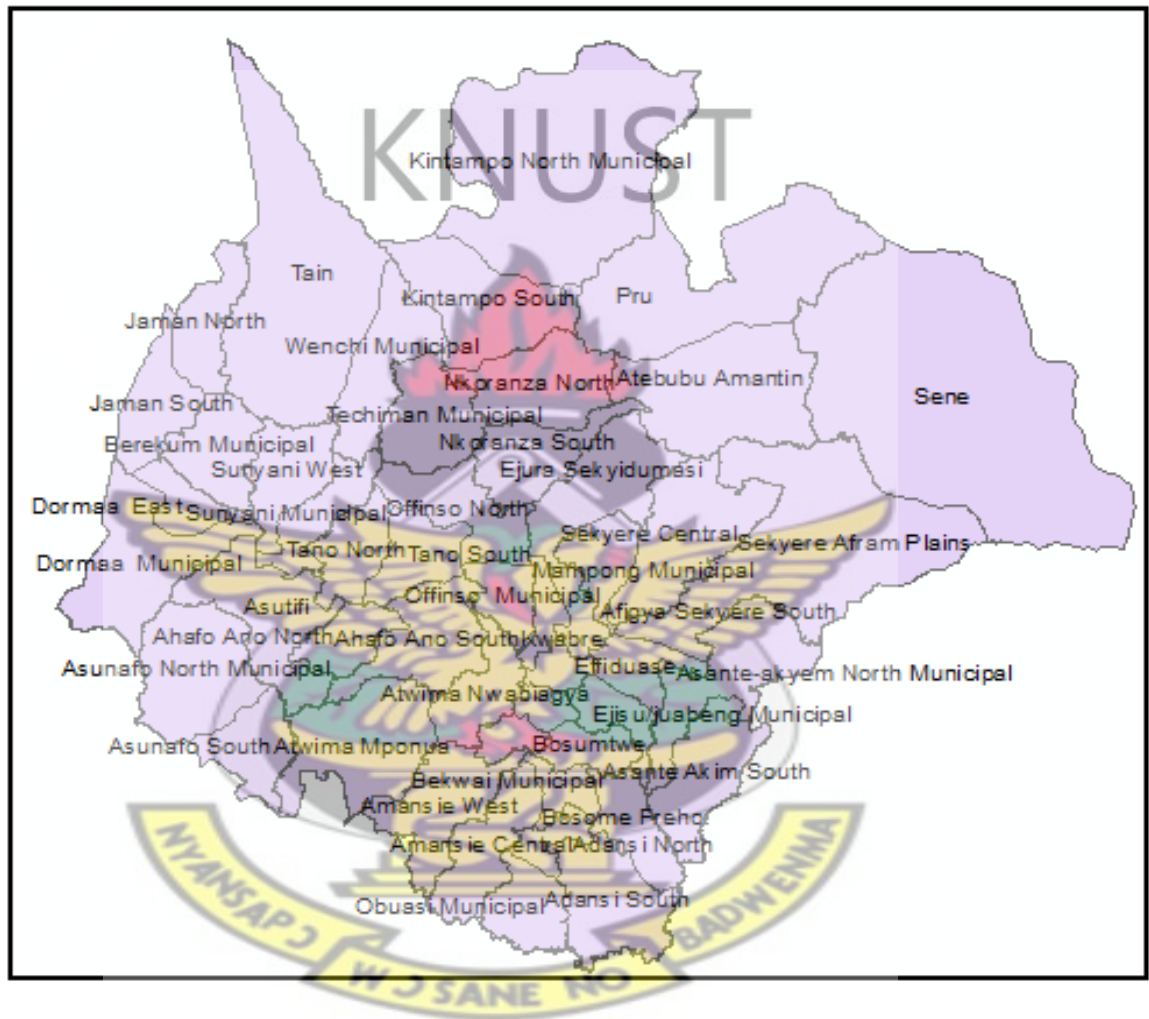 KNUST
Kintampo North Municipal
Tain
Kintampo South
Pru
Jaman North
Wenchi Municipal
Nkoranza North
Atebubu Amantin
Sene
Jaman South
Techiman Municipal
Berekum Municipal
Nkoranza South
Sunyani West
Ejura Sekyidumasi
Dormaa East
Sunyani Municipal
Offinso North
Sekyere Central
Sekyere Afram Plains
Tano North
Tano South
Dormaa Municipal
Mampong Municipal
Asutifi
Offinso Municipal
Afigya Sekyere South
Ahafo Ano North
Ahafo Ano South
Kwabre
Asunafo North Municipal
Effiduase
Asante-akyem North Municipal
Atwima Nwabiagya
Ejisu/juabeng Municipal
Asunafo South
Atwima Mponua
Bosumtwe
Bekwai Municipal
Asante Akim South
Amansie West
Bosome Freho
Amansie Central
Adansi North
Obuasi Municipal
Adansi South
NYANSAPƆ WƆSANE NO BADWENMA